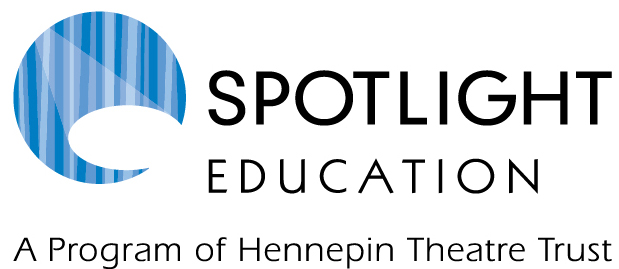 SPOTLIGHT
EDUCATION
A Program of Hennepin Theatre Trust